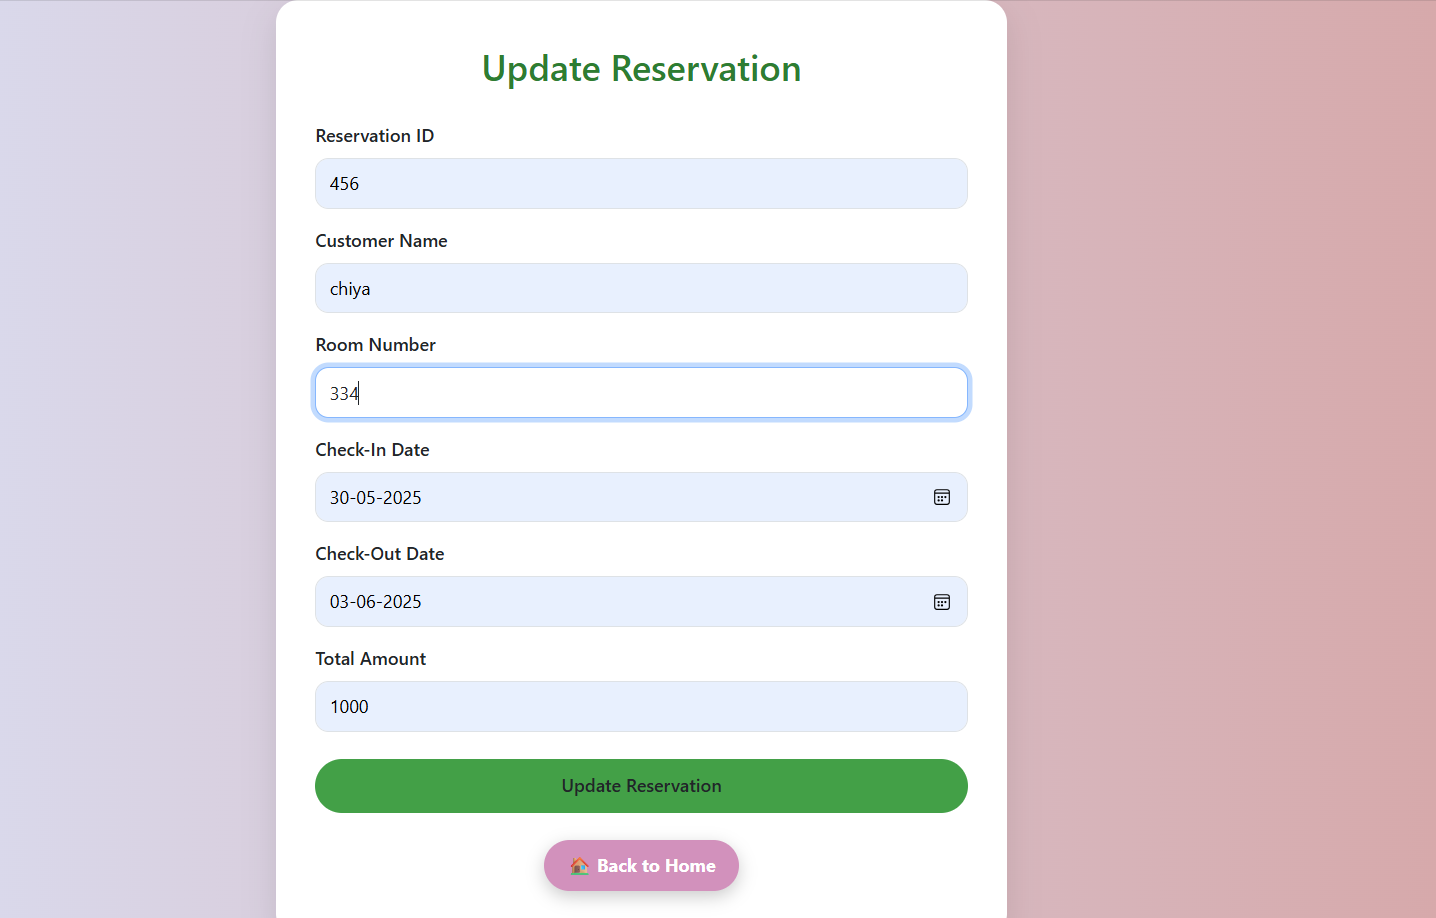 Update Reservation
Reservation ID
456
Customer Name
chiya
Room Number
334
Check-In Date
30-05-2025
Check-Out Date
03-06-2025
Total Amount
1000
Update Reservation
🏠 Back to Home